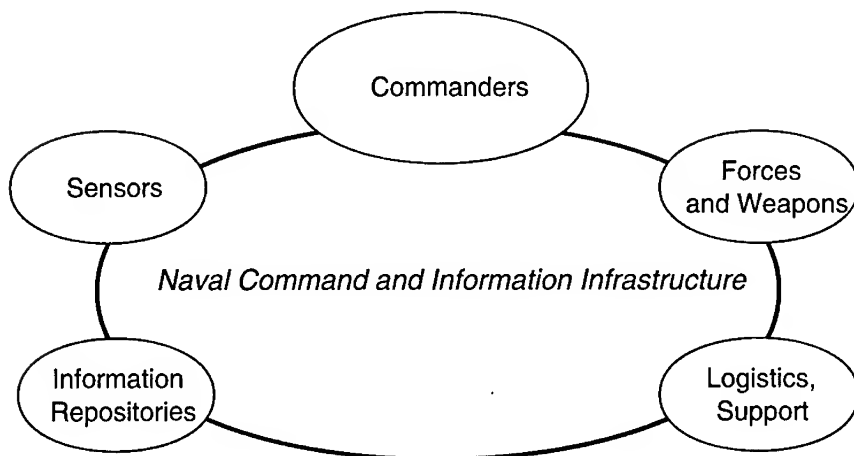 Commanders
Sensors
Forces
and Weapons
Naval Command and Information Infrastructure
Information
Repositories
Logistics,
Support